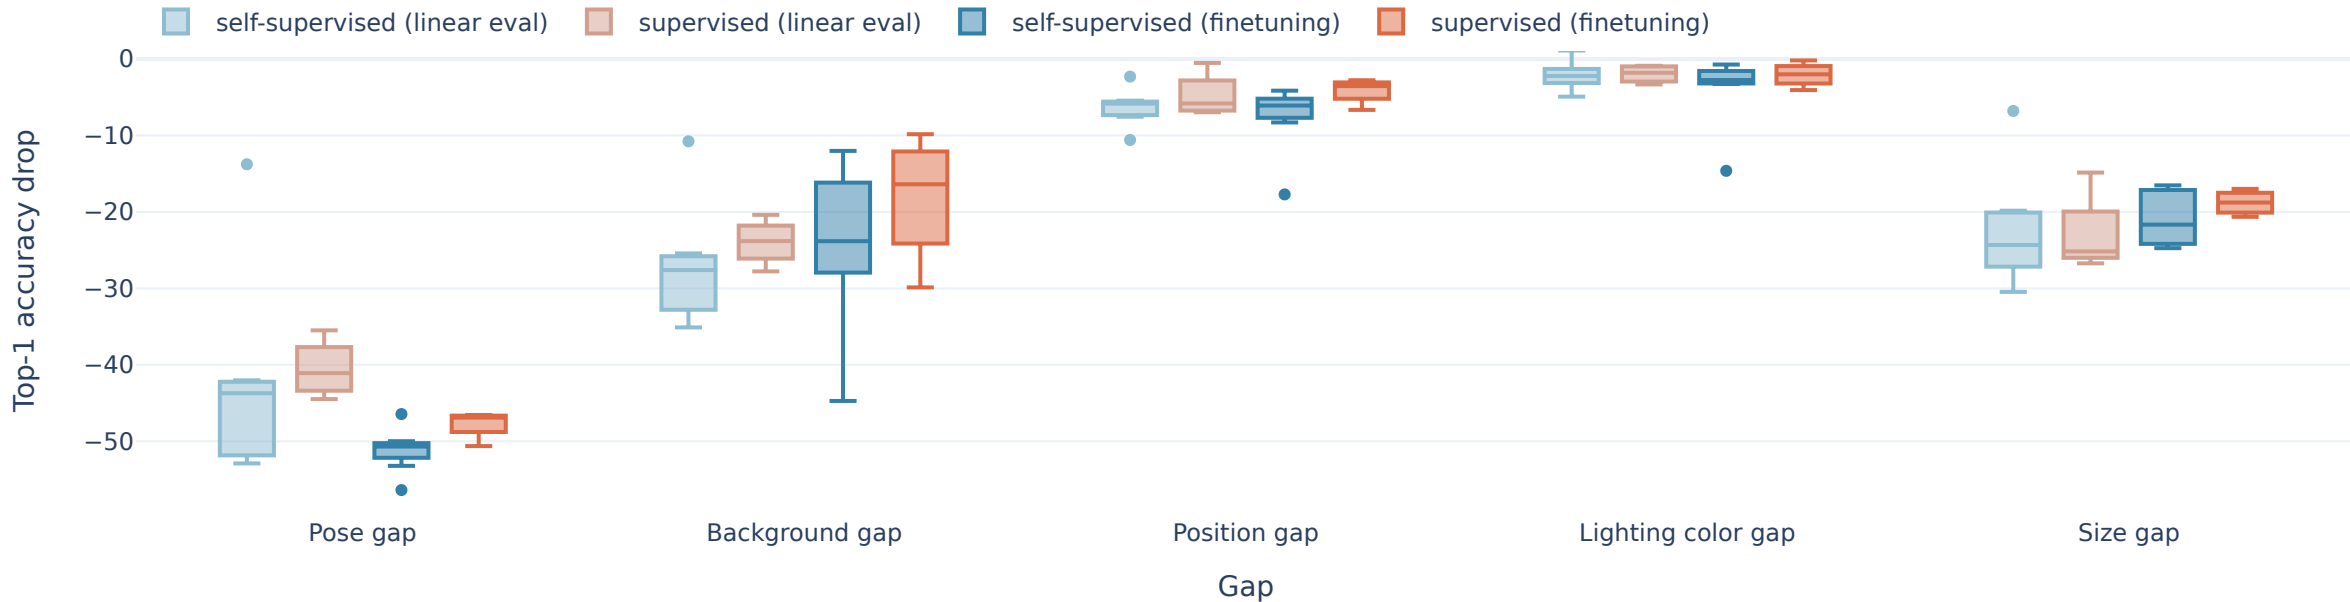 self-supervised (linear eval) supervised (linear eval) self-supervised (finetuning) supervised (finetuning)
Top-1 accuracy drop
0
−10
−20
−30
−40
−50
Pose gap Background gap Position gap Lighting color gap Size gap
Gap